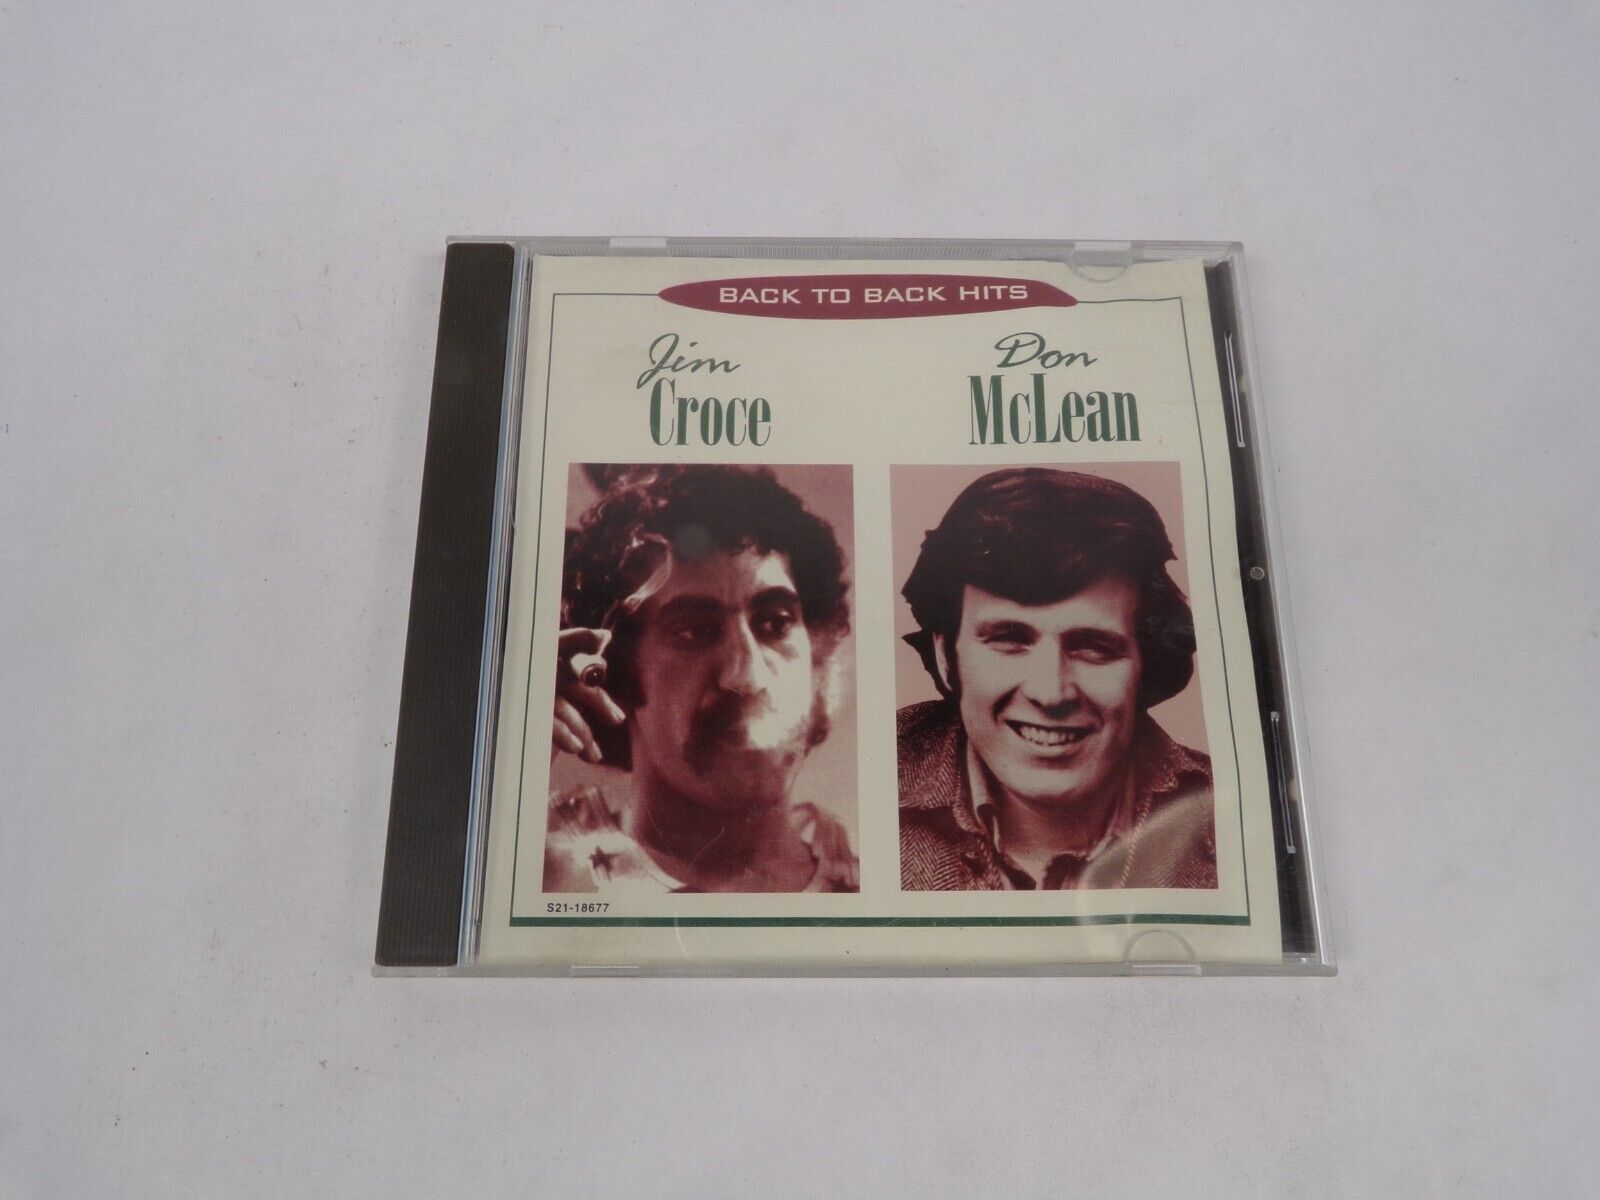 BACK TO BACK HITS
Jim
Croce
Don
McLean
S21-18677